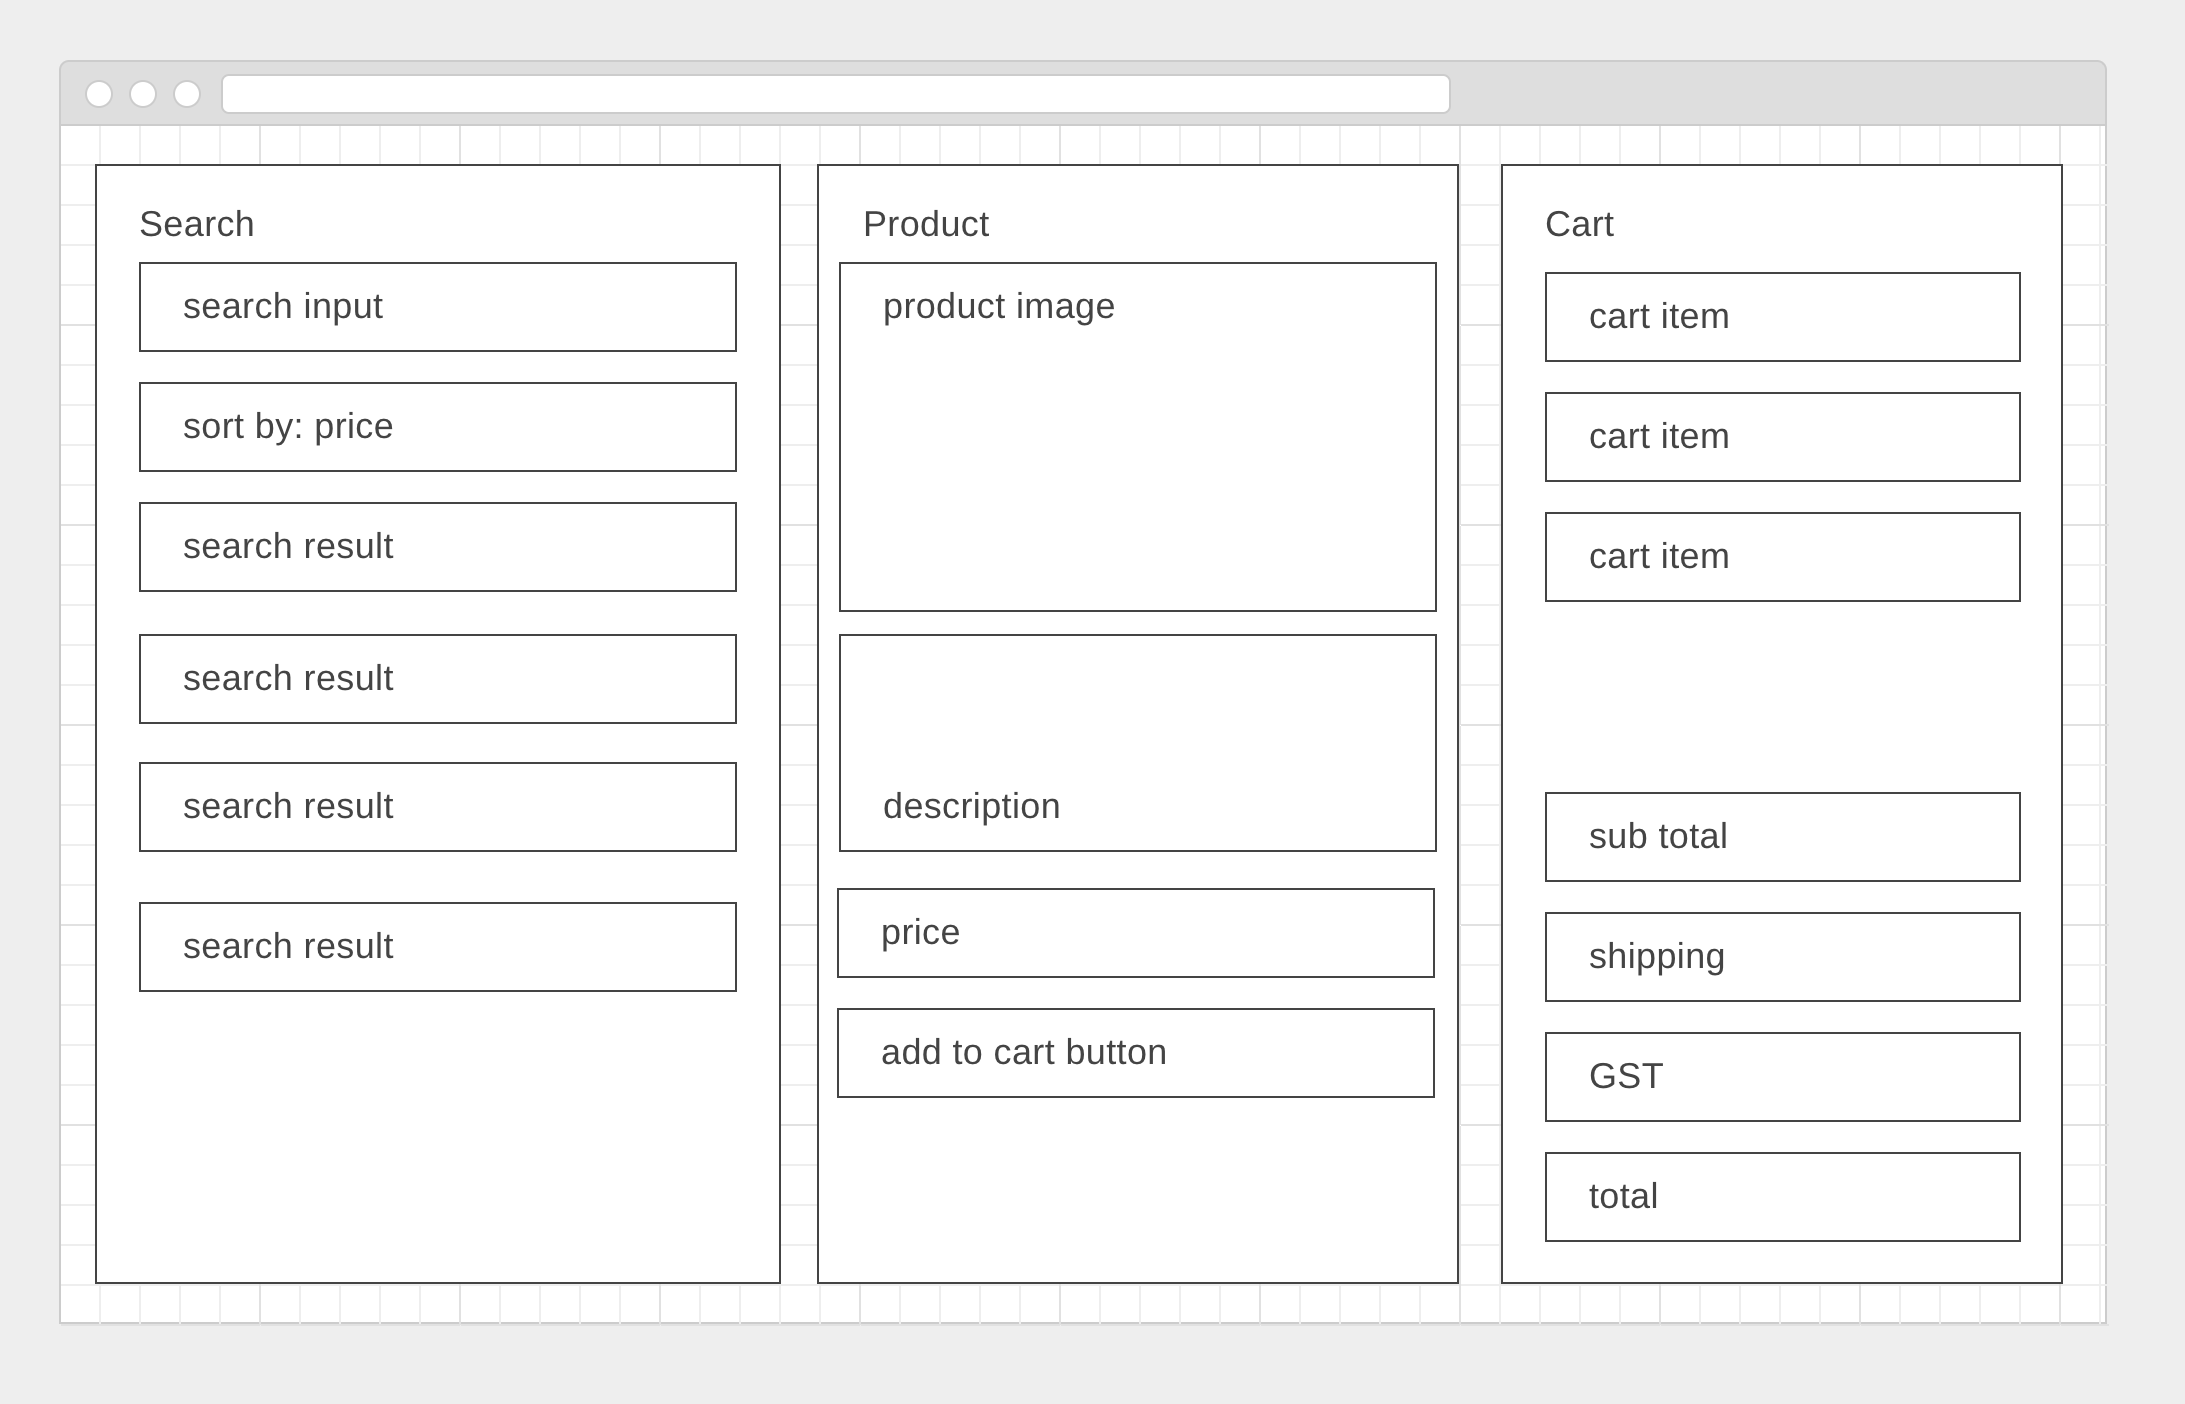 Search
search input
sort by: price
search result
search result
search result
search result
Product
product image
description
price
add to cart button
Cart
cart item
cart item
cart item
sub total
shipping
GST
total